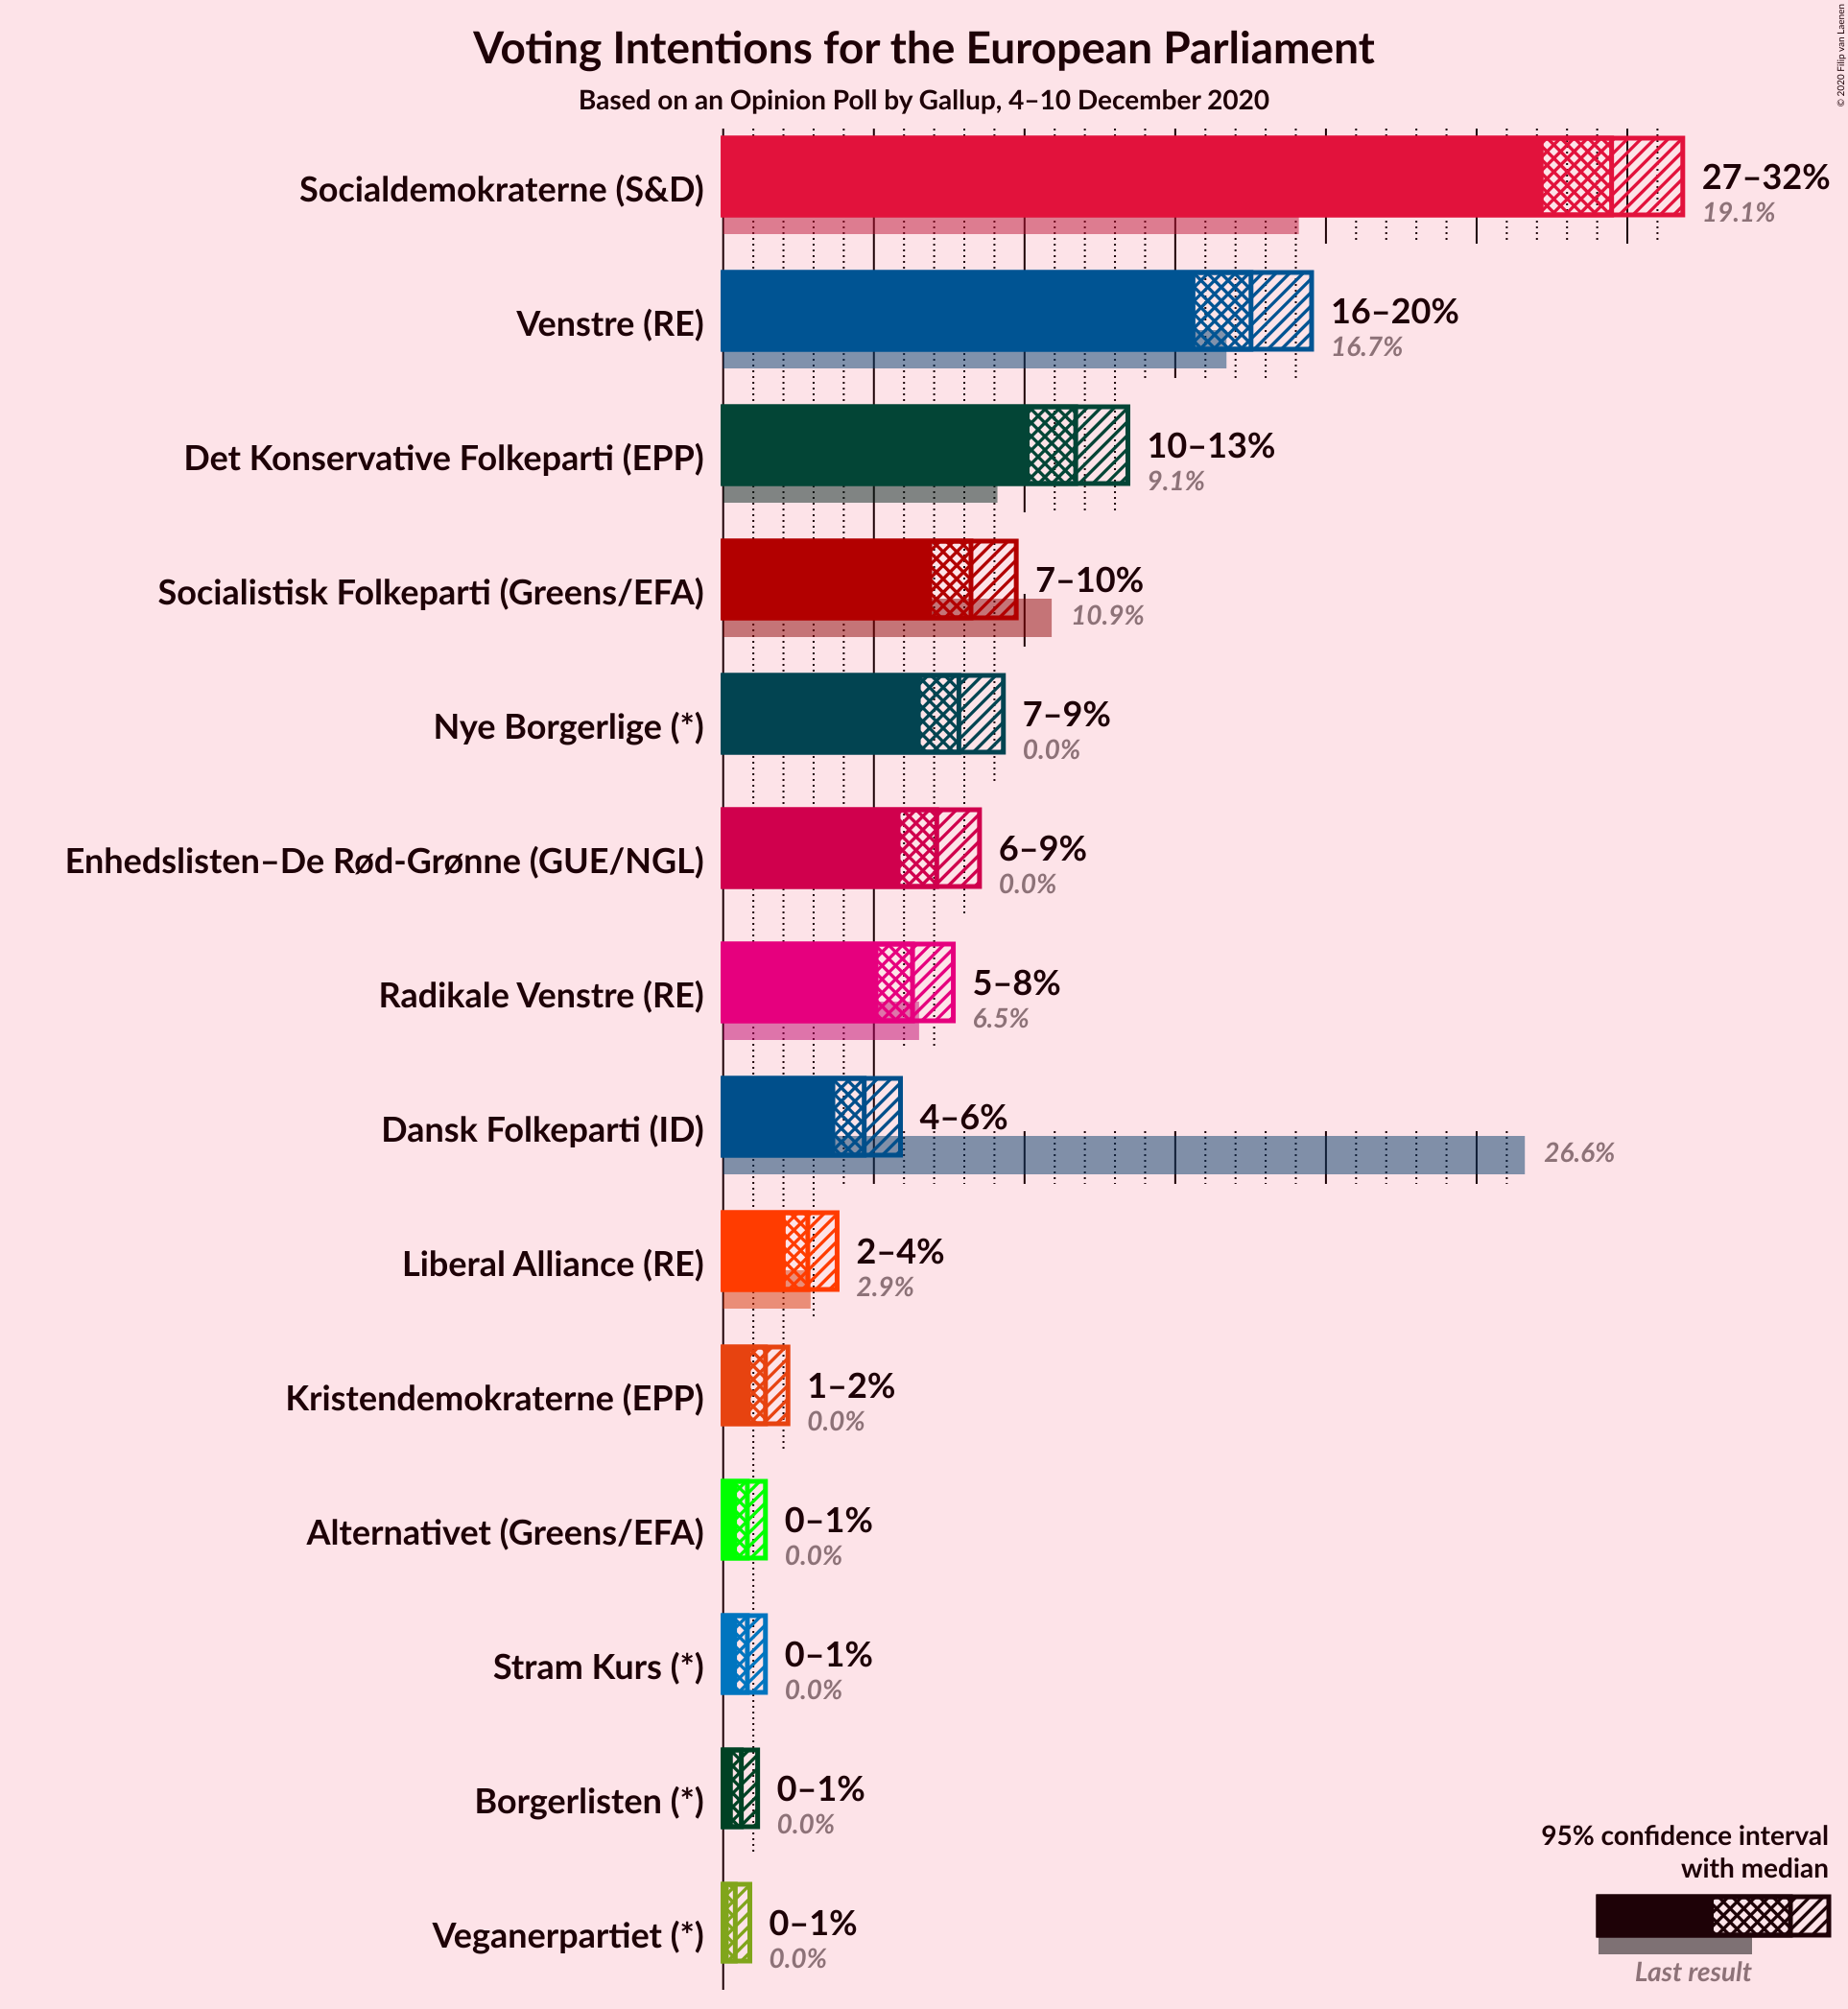 Voting Intentions for the European Parliament
Based on an Opinion Poll by Gallup, 4–10 December 2020
© 2020 Filip van Laenen
Socialdemokraterne (S&D)
27–32%
19.1%
Venstre (RE)
16–20%
16.7%
Det Konservative Folkeparti (EPP)
10–13%
9.1%
Socialistisk Folkeparti (Greens/EFA)
7–10%
10.9%
Nye Borgerlige (*)
7–9%
0.0%
Enhedslisten–De Rød-Grønne (GUE/NGL)
6–9%
0.0%
Radikale Venstre (RE)
5–8%
6.5%
Dansk Folkeparti (ID)
4–6%
26.6%
Liberal Alliance (RE)
2–4%
2.9%
Kristendemokraterne (EPP)
1–2%
0.0%
Alternativet (Greens/EFA)
0–1%
0.0%
Stram Kurs (*)
0–1%
0.0%
Borgerlisten (*)
0–1%
0.0%
Veganerpartiet (*)
0–1%
0.0%
95% confidence interval
with median
Last result